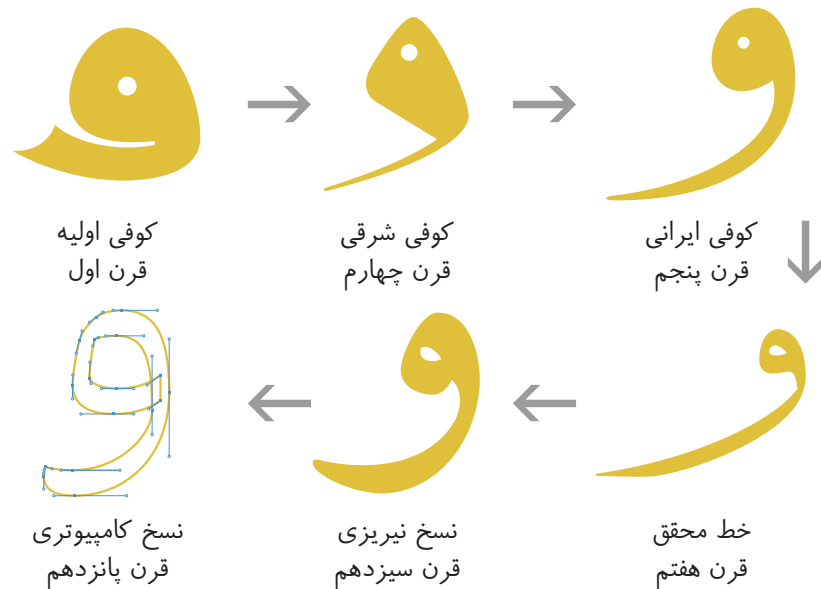 و
کوفی اولیه
قرن اول
و
کوفی شرقی
قرن چهارم
و
کوفی ایرانی
قرن پنجم
و
خط محقق
قرن هفتم
و
نسخ نیریزی
قرن سیزدهم
و
نسخ کامپیوتری
قرن پانزدهم